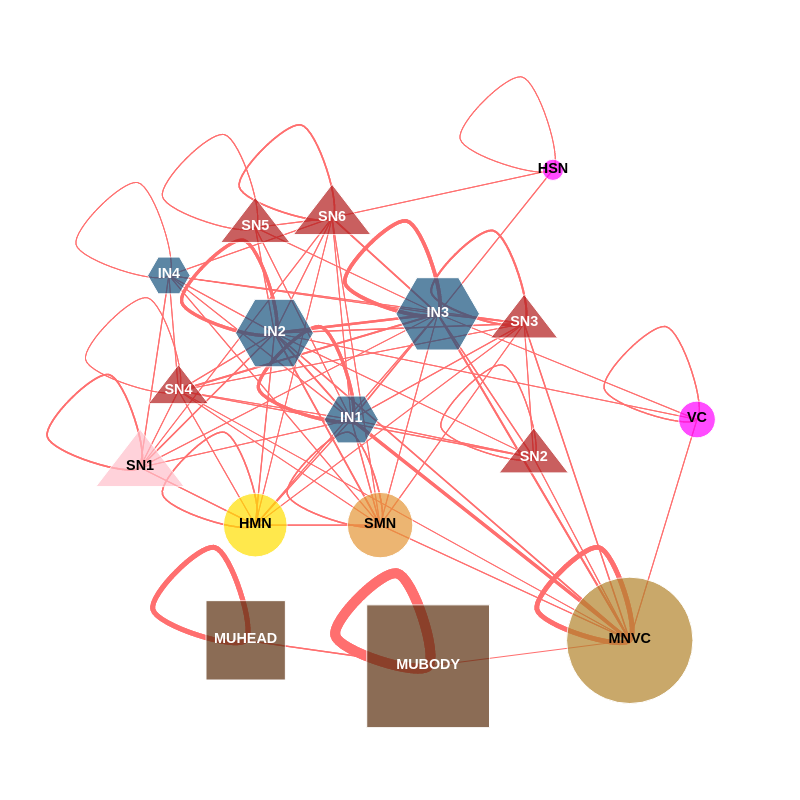 HSN
SN6
SN5
IN4
IN3
SN3
IN2
SN4
IN1
VC
SN2
SN1
HMN
SMN
MUHEAD
MNVC
MUBODY